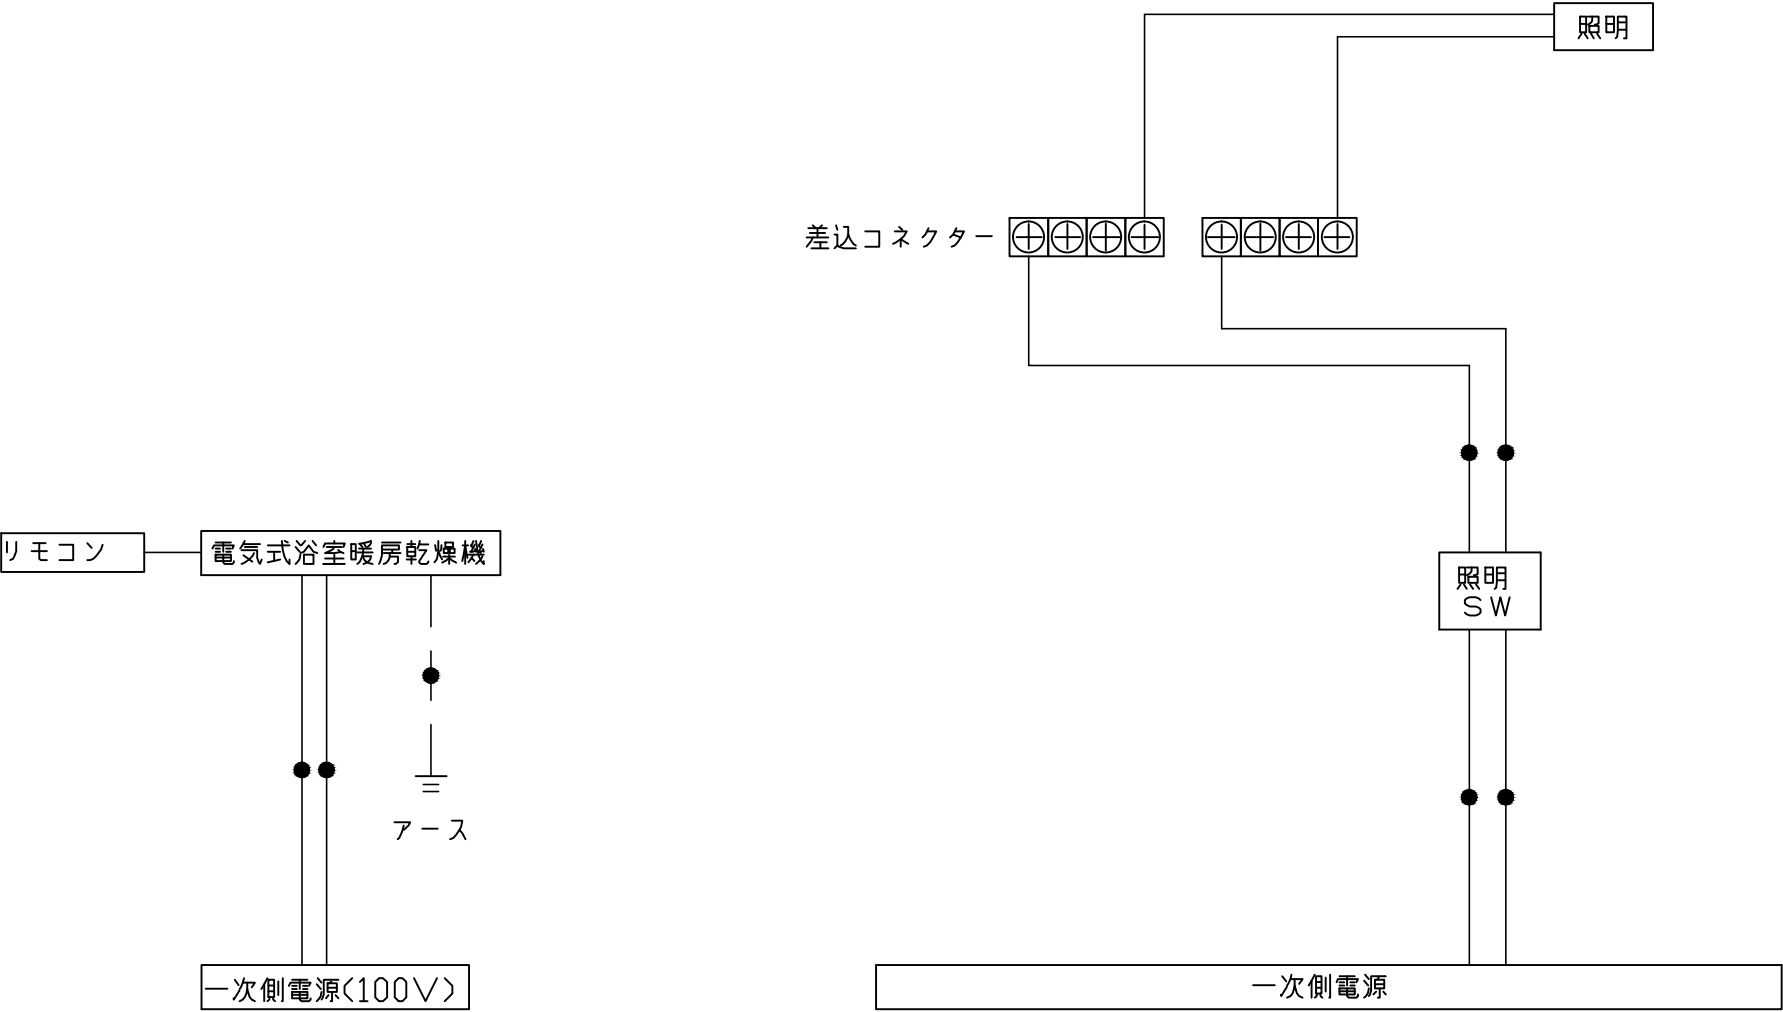 照明
差込コネクター
リモコン
電気式浴室暖房乾燥機
照明
SW
アース
一次側電源(100V)
一次側電源